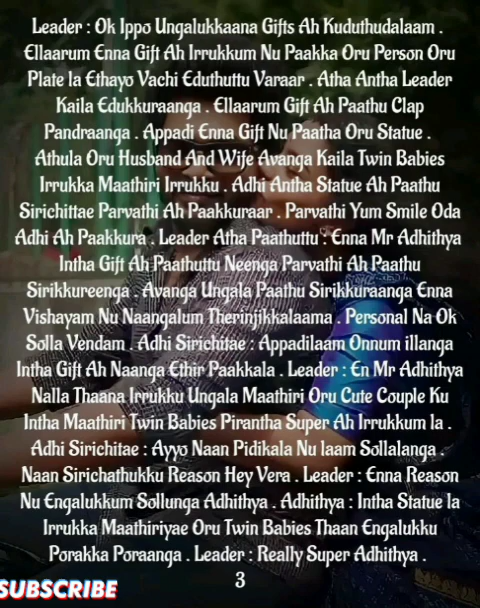 Leader : Ok Ippo Ungalukkaana Gifts Ah Kuduthudalaam .
Ellaarum Enna Gift Ah Irrukkum Nu Paakka Oru Person Oru
Plate la Ethayo Vachi Eduthuttu Varaar . Atha Antha Leader
Kaila Edukkuraanga . Ellaarum Gift Ah Paathu Clap
Pandraanga . Appadi Enna Gift Nu Paatha Oru Statue .
Athula Oru Husband And Wife Avanga Kaila Twin Babies
Irrukka Maathiri Irrukku . Adhi Antha Statue Ah Paathu
Sirichittae Parvathi Ah Paakkuraar . Parvathi Yum Smile Oda
Adhi Ah Paakkura . Leader Atha Paathuttu : Enna Mr Adhithya
Intha Gift Ah Paathuttu Neenga Parvathi Ah Paathu
Sirikkureenga . Avanga Ungala Paathu Sirikkuraanga Enna
Vishayam Nu Naangalum Therinjikkalaama . Personal Na Ok
Solla Vendam . Adhi Sirichitae : Appadilaam Onnum illanga
Intha Gift Ah Naanga Ethir Paakkala . Leader : En Mr Adhithya
Nalla Thaana Irrukku Ungala Maathiri Oru Cute Couple Ku
Intha Maathiri Twin Babies Pirantha Super Ah Irrukkum la .
Adhi Sirichitae : Ayyo Naan Pidikala Nu laam Sollalanga .
Naan Sirichathukku Reason Hey Vera . Leader : Enna Reason
Nu Engalukkum Sollunga Adhithya . Adhithya : Intha Statue la
Irrukka Maathiriyae Oru Twin Babies Thaan Engalukku
Porakka Poraanga . Leader : Really Super Adhithya .
SUBSCRIBE
3